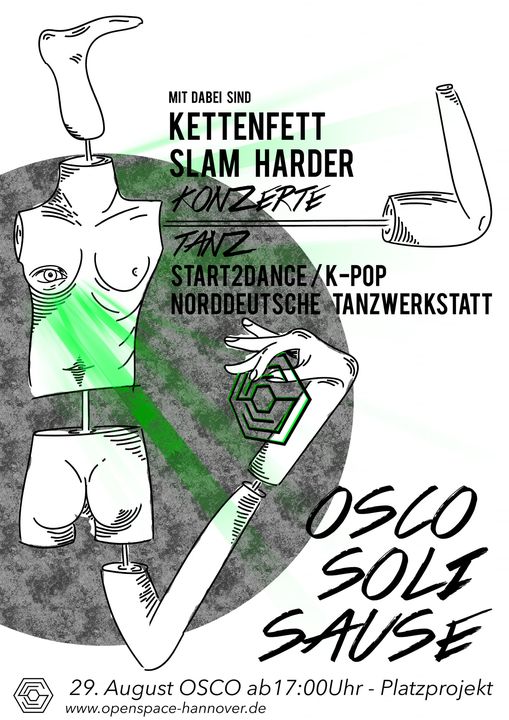 MIT DABEI SIND
KETTENFETT
SLAM HARDER
KONZERTE
TANZ
START2DANCE/K-POP
NORDDEUTSCHE TANZWERKSTATT
OSCO
SOLI
SAUSE
29. August OSCO ab17:00Uhr - Platzprojekt
www.openspace-hannover.de